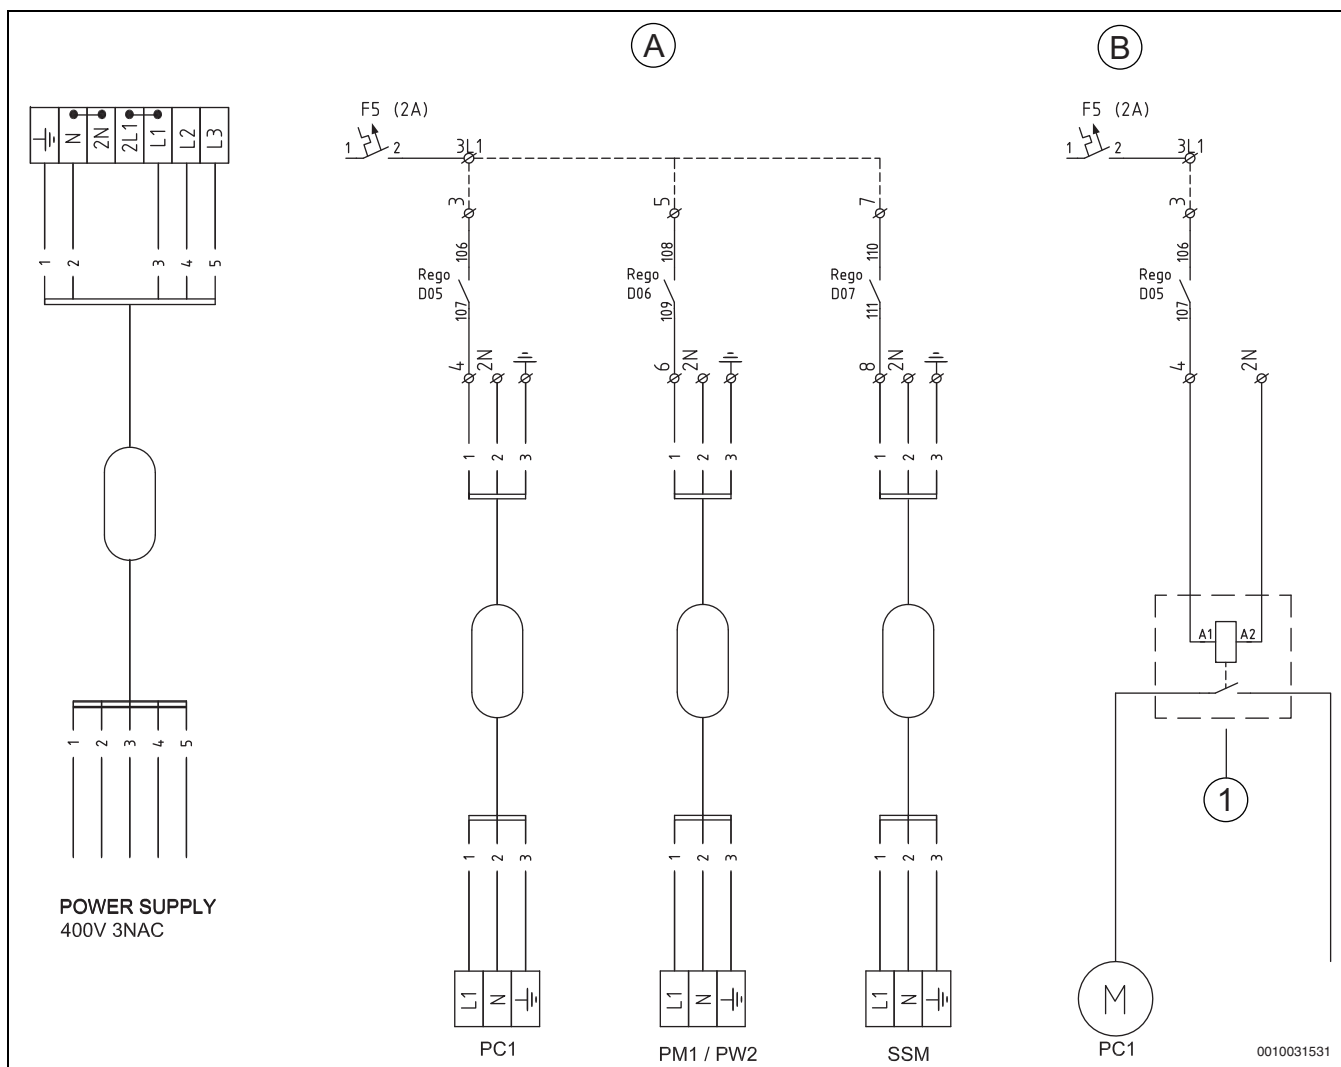 A
B
F5 (2A)
F5 (2A)
N
2N
2L1
L1
L2
L3
1
2
3L1
1
2
3L1
3
5
7
3
1
2
3
4
5
106
108
110
106
Rego
D05
Rego
D06
Rego
D07
Rego
D05
107
109
111
107
4
2N
6
2N
8
2N
4
2N
1
2
3
1
2
3
1
2
3
A1
A2
1
2
3
4
5
1
1
2
3
1
2
3
1
2
3
POWER SUPPLY
400V 3NAC
L1
N
L1
N
L1
N
M
PC1
PM1 / PW2
SSM
PC1
0010031531